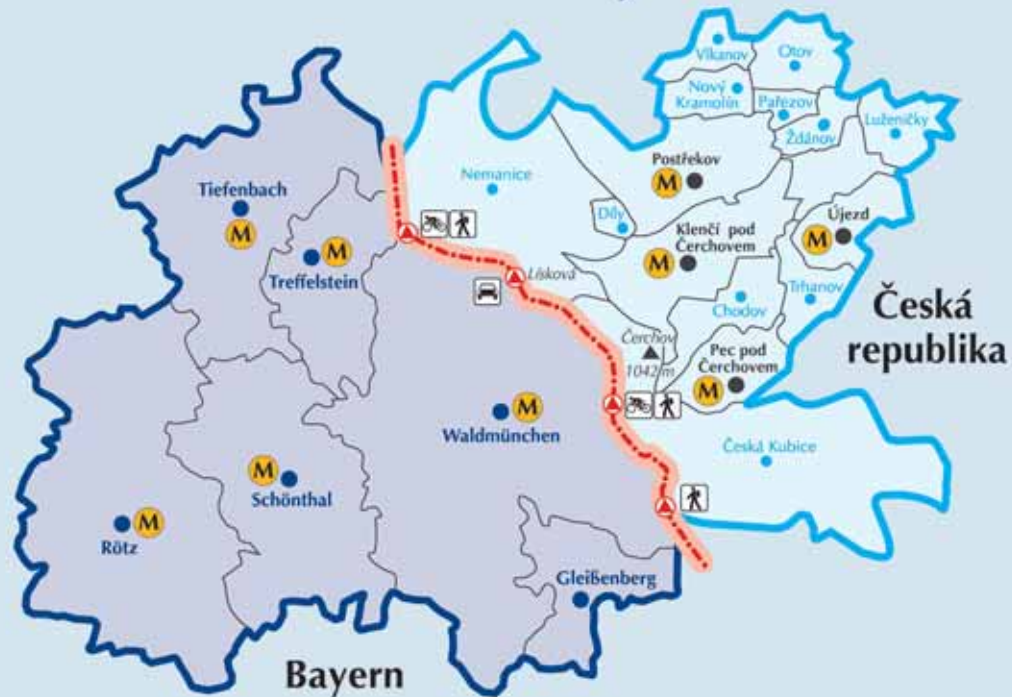 Vlkanov
Otov
Nový
Kramolín
Pařezov
Ždánov
Luženičky
Postřekov
M
Nemanice
Tiefenbach
M
Díly
Klenčí pod
Čerchovem
M
Újezd
M
Treffelstein
M
Lísková
Trhanov
Chodov
Česká
republika
Čerchov
1042 m
Pec pod
Čerchovem
M
Waldmünchen
M
Česká Kubice
M
Schönthal
M
Rötz
Gleißenberg
Bayern